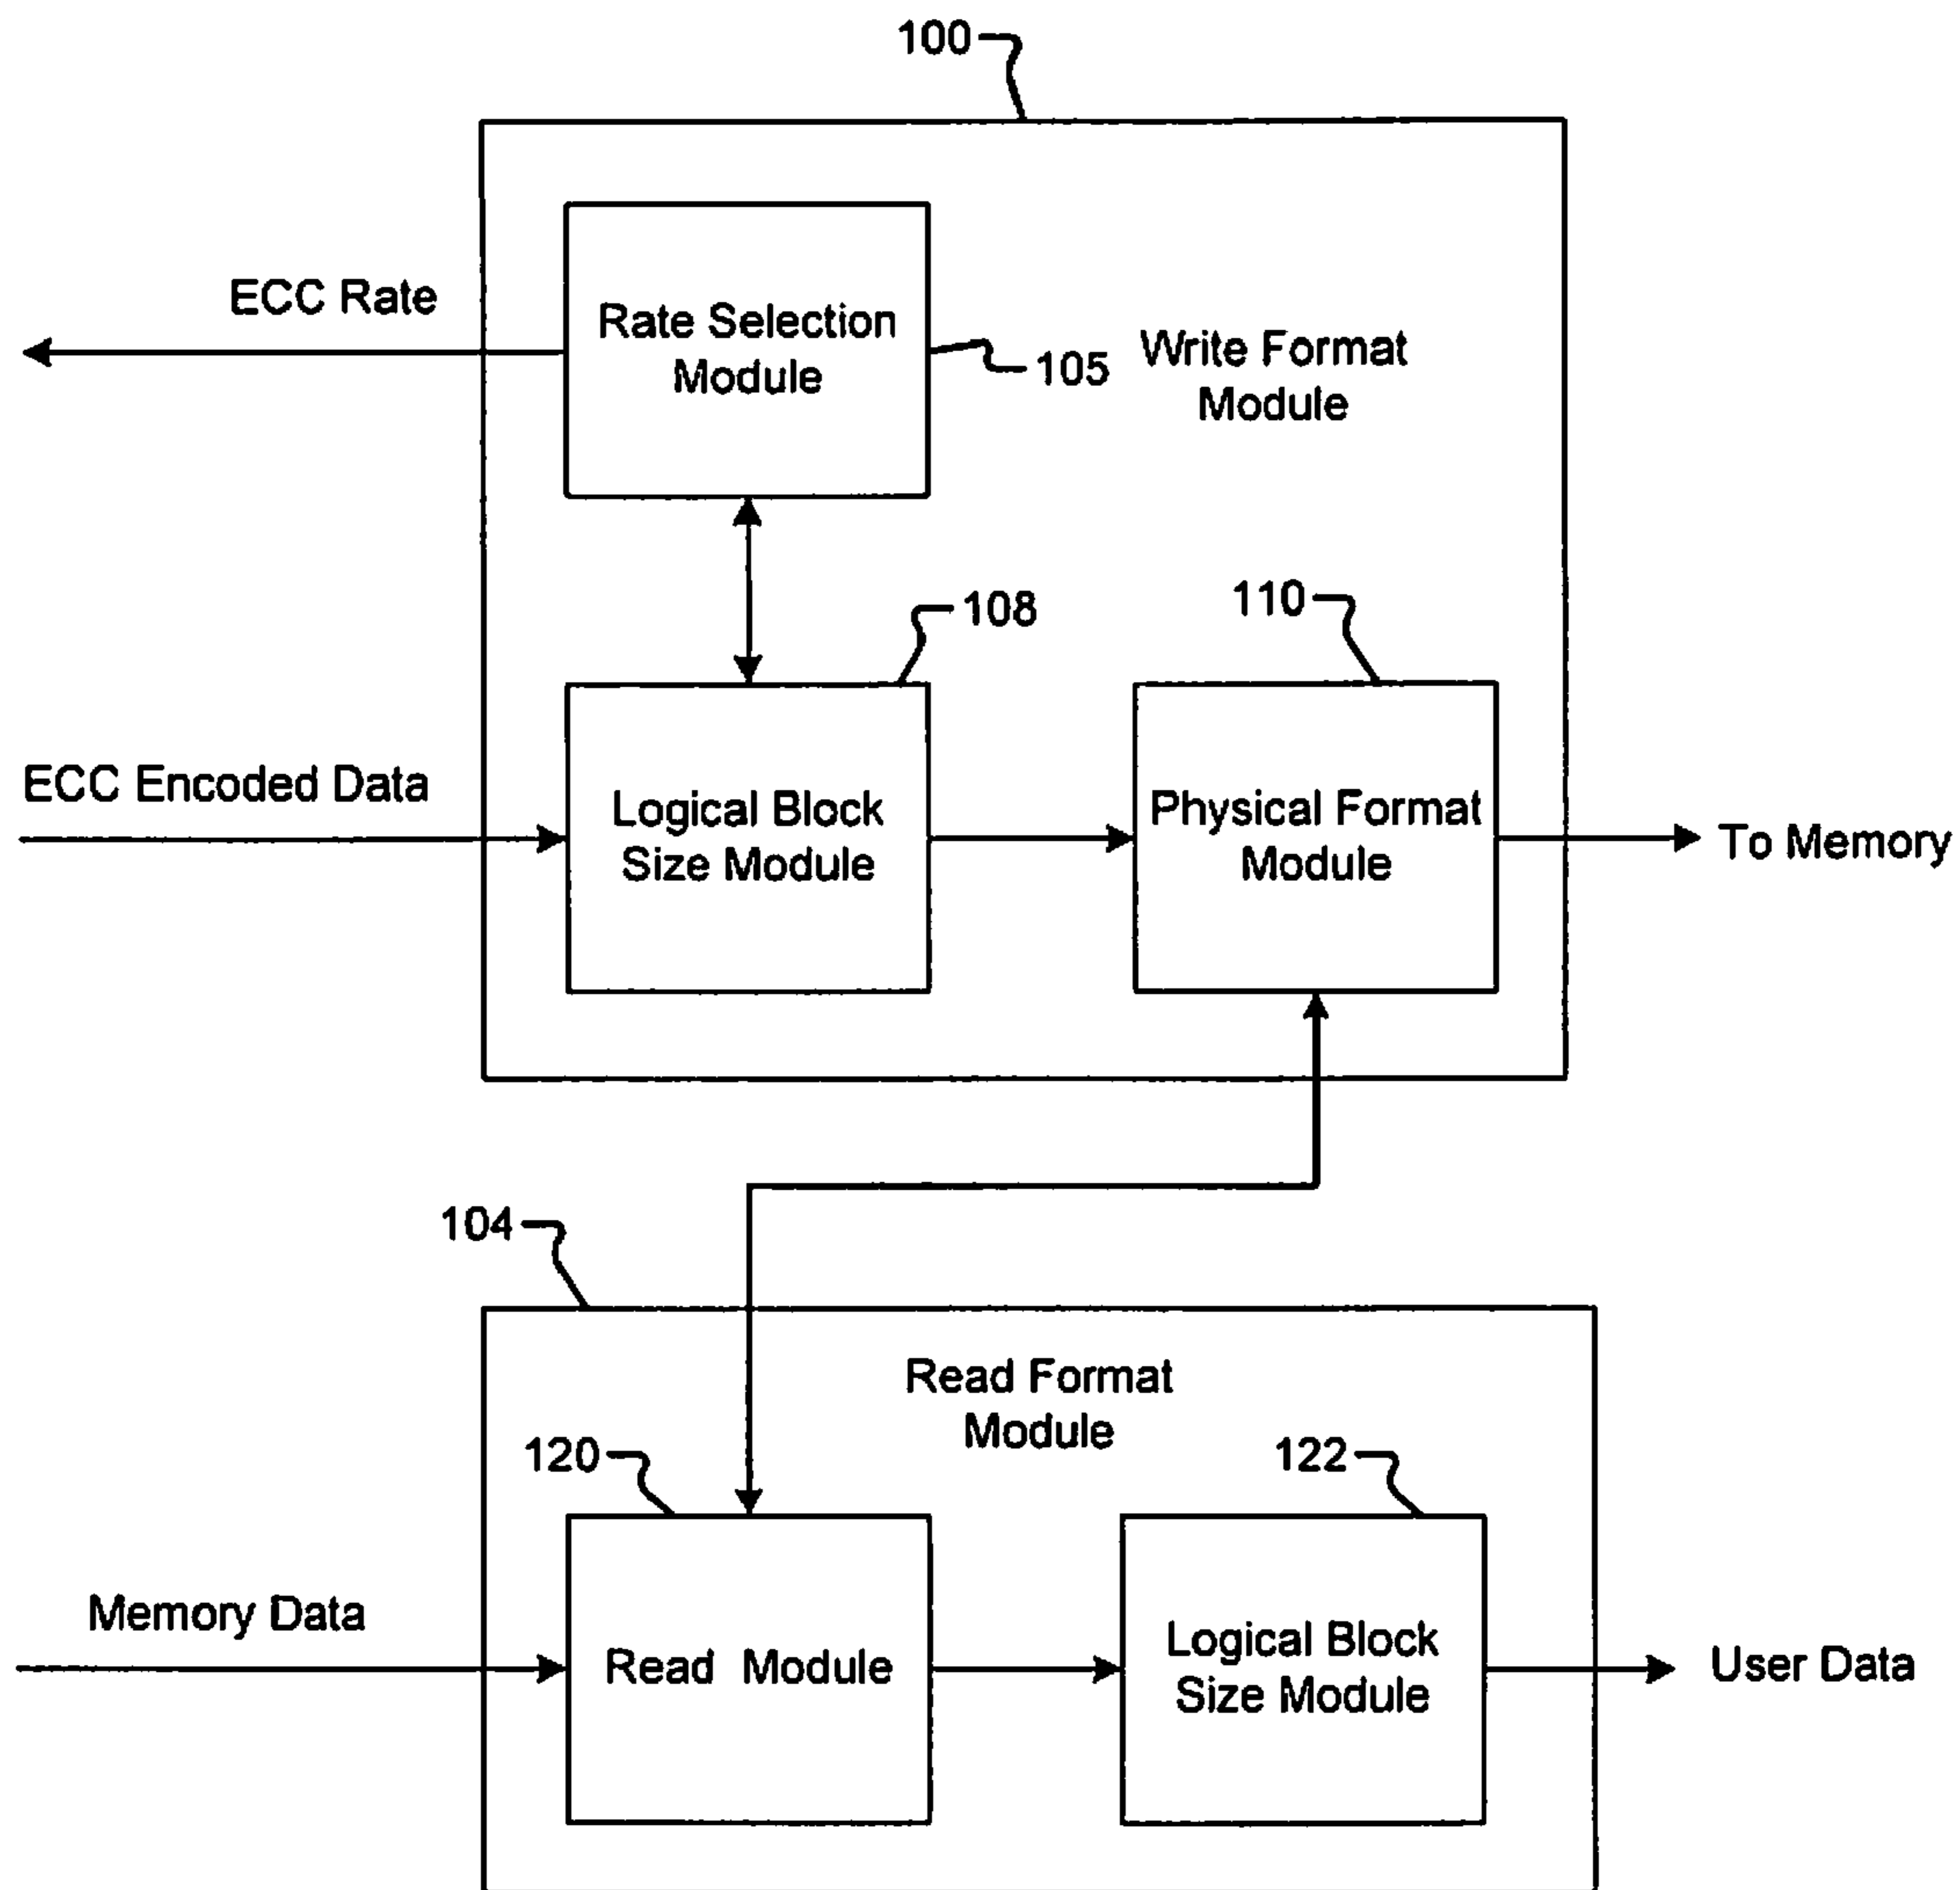 100
ECC Rate
Rate Selection
Module
105
Write Format
Module
108
110
ECC Encoded Data
Logical Block
Size Module
Physical Format
Module
To Memory
104
Read Format
Module
120
122
Memory Data
Read Module
Logical Block
Size Module
User Data